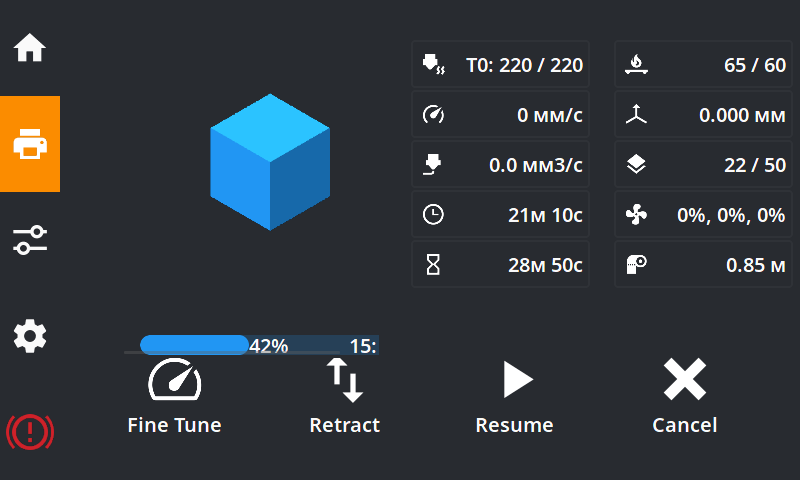 T0: 220 / 220
65 / 60
0 мм/с
0.000 мм
0.0 мм3/с
22 / 50
21м 10с
0%, 0%, 0%
28м 50с
0.85 м
42%
15:
Fine Tune
Retract
Resume
Cancel